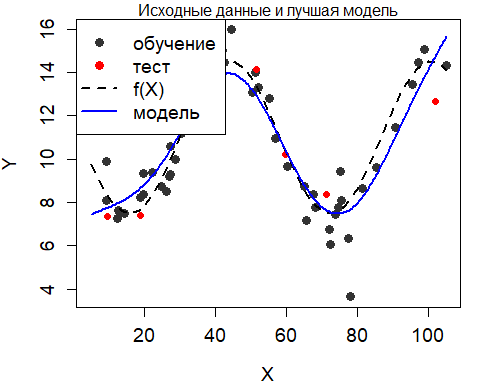 Исходные данные и лучшая модель
обучение
тест
f(X)
модель
Y
16
14
12
10
8
6
4
20 40 60 80 100
X